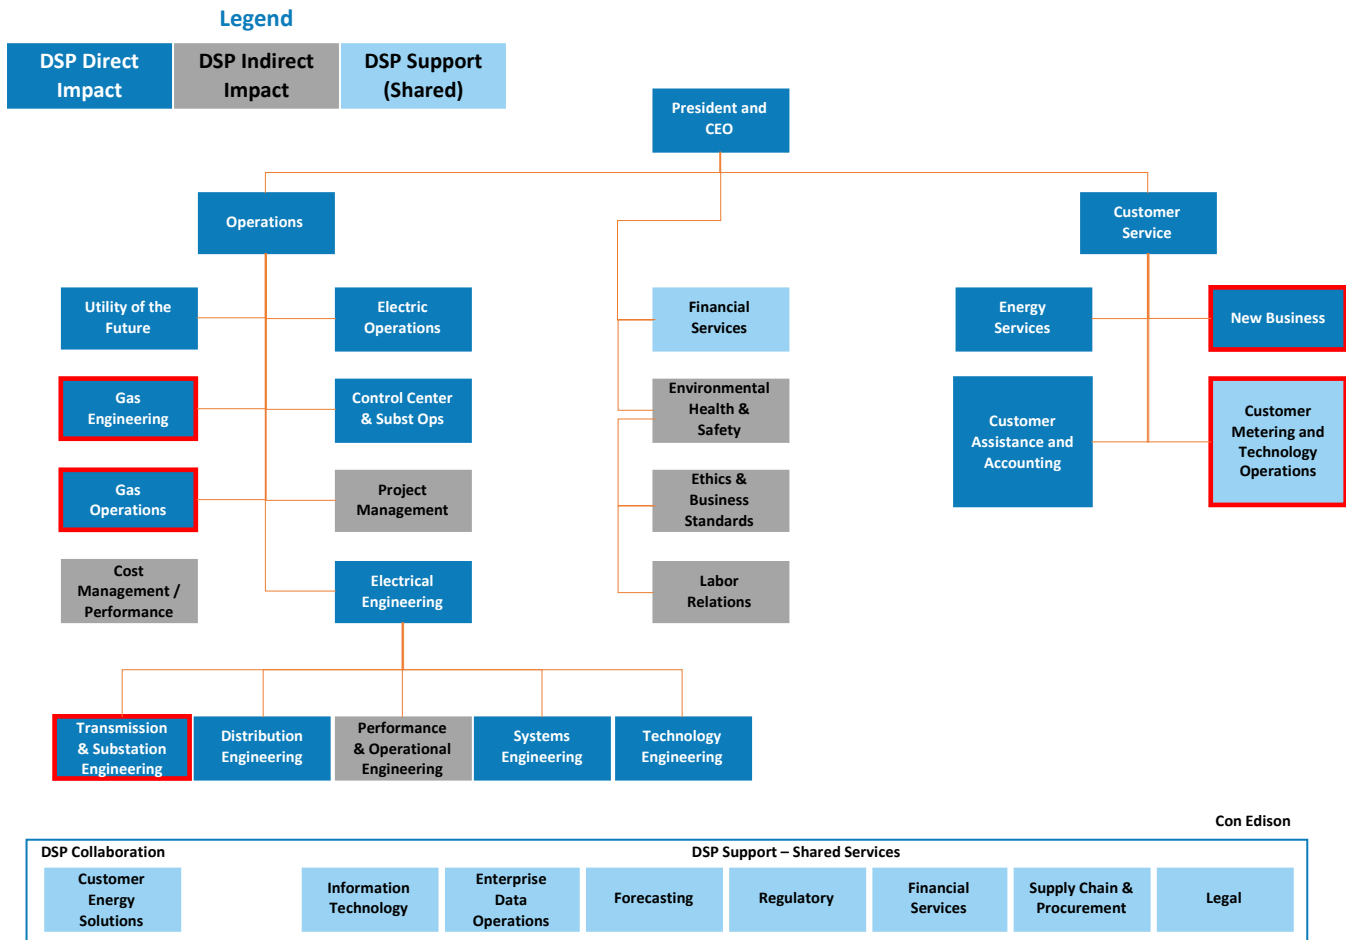 Legend
DSP Direct
Impact
DSP Indirect
Impact
DSP Support
(Shared)
President and
CEO
Operations
Customer
Service
Utility of the
Future
Electric
Operations
Financial
Services
Energy
Services
New Business
Gas
Engineering
Control Center
& Subst Ops
Environmental
Health &
Safety
Customer
Assistance and
Accounting
Customer
Metering and
Technology
Operations
Gas
Operations
Project
Management
Ethics &
Business
Standards
Cost
Management /
Performance
Electrical
Engineering
Labor
Relations
Transmission
& Substation
Engineering
Distribution
Engineering
Performance
& Operational
Engineering
Systems
Engineering
Technology
Engineering
Con Edison
DSP Collaboration
DSP Support – Shared Services
Customer
Energy
Solutions
Information
Technology
Enterprise
Data
Operations
Forecasting
Regulatory
Financial
Services
Supply Chain &
Procurement
Legal